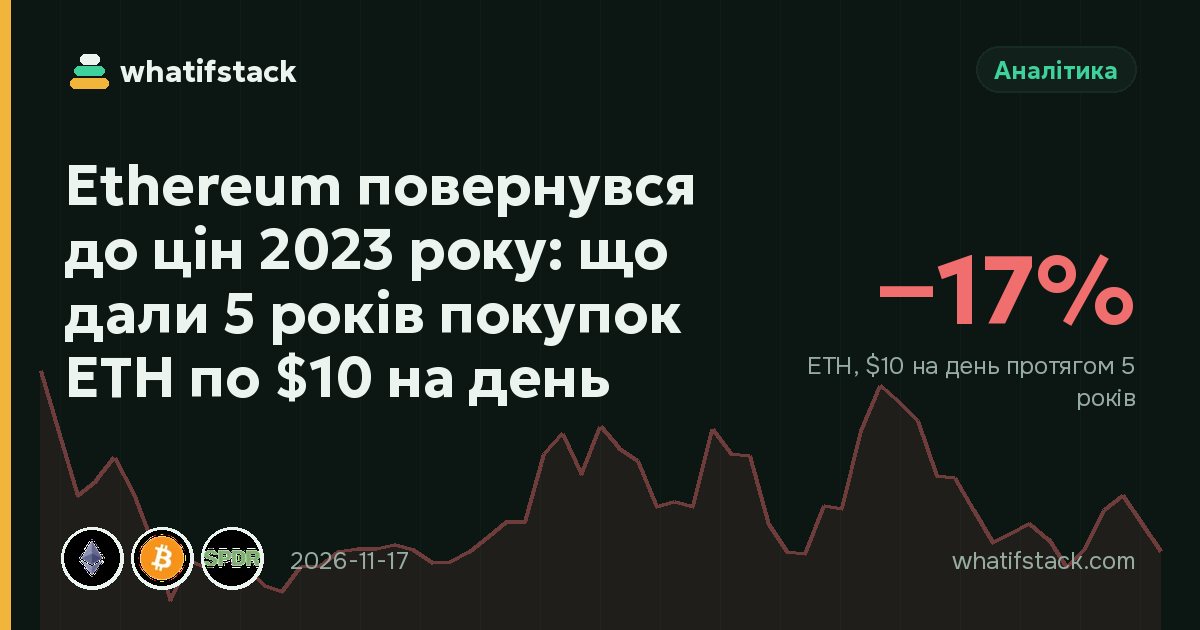 whatifstack
Аналітика
Ethereum повернувся
до цін 2023 року: що
дали 5 років покупок
ETH по $10 на день
–17%
ETH, $10 на день протягом 5
років
SPDR
2026-11-17
whatifstack.com